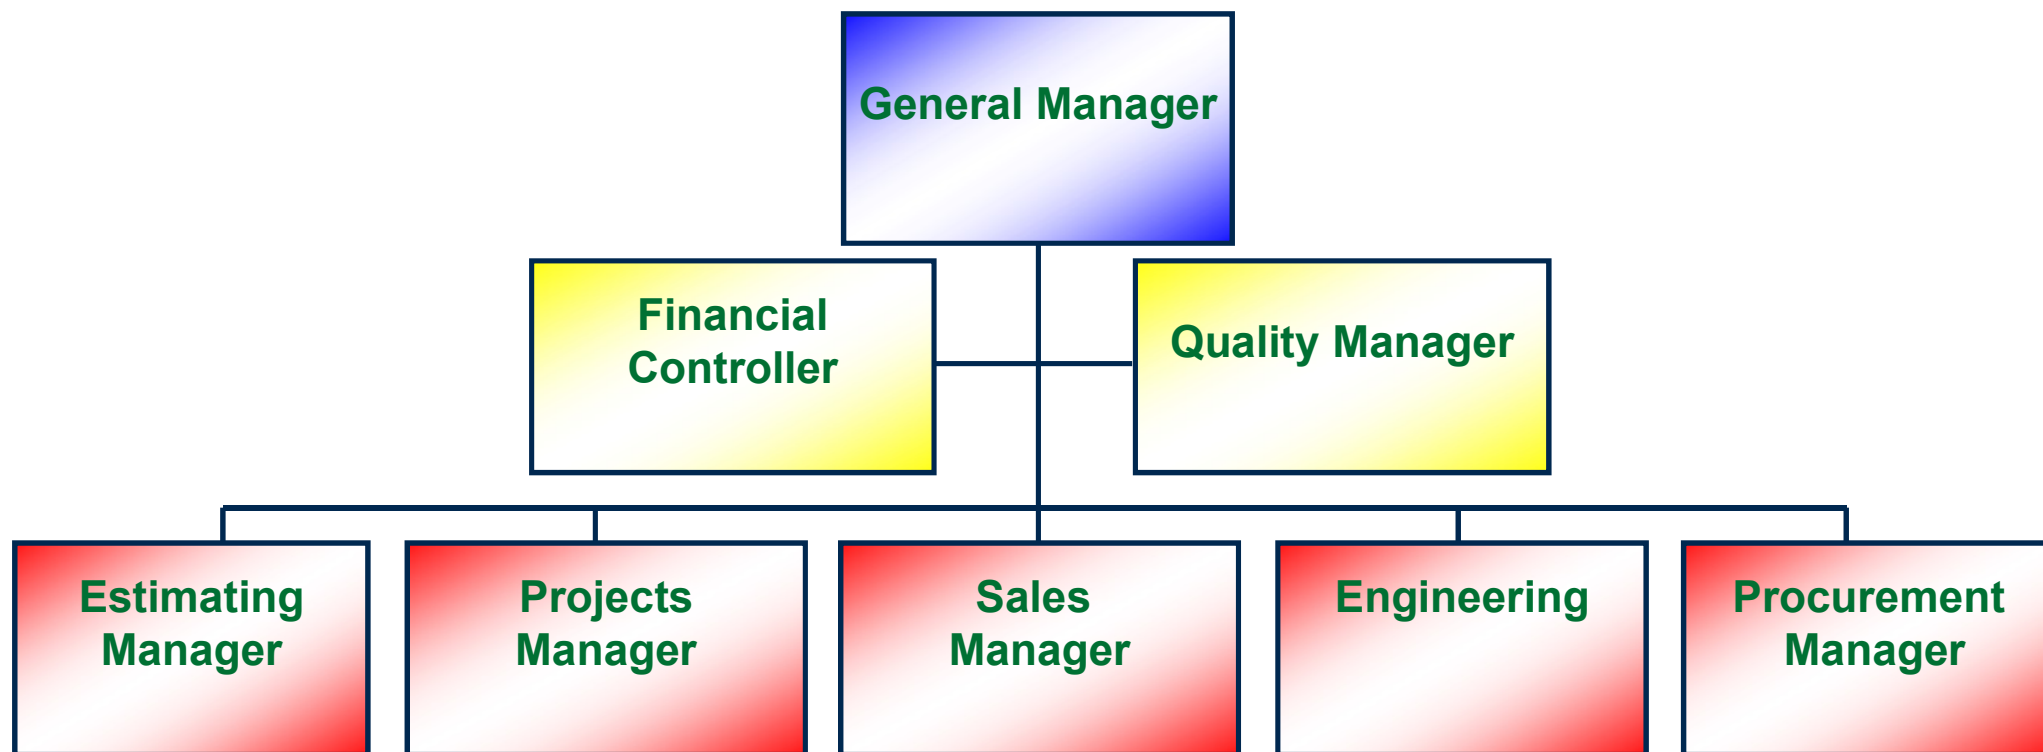 General Manager
Financial
Controller
Quality Manager
Estimating
Manager
Projects
Manager
Sales
Manager
Engineering
Procurement
Manager